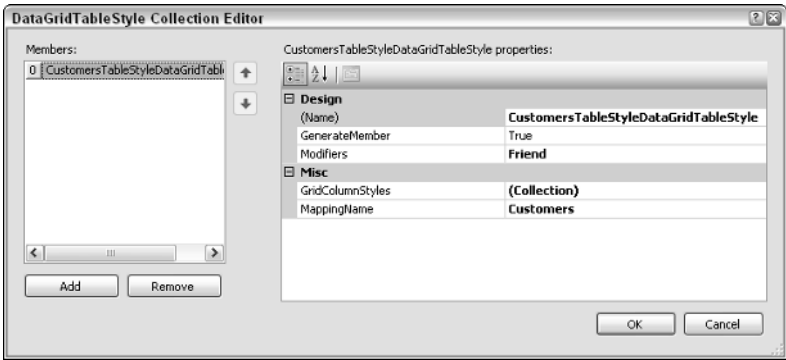 DataGridTableStyle Collection Editor
Members:
0 CustomersTableStyleDataGridTabl
CustomersTableStyleDataGridTableStyle properties:
Design
(Name) CustomersTableStyleDataGridTableStyle
GenerateMember True
Modifiers Friend
Misc
GridColumnStyles (Collection)
MappingName Customers
Add Remove
OK Cancel